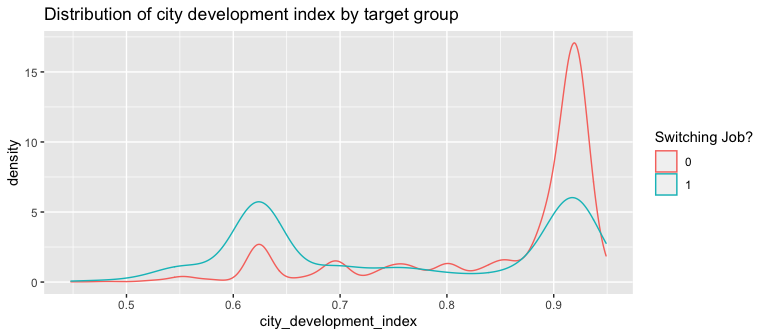 Distribution of city development index by target group
density
15
10
5
0
0.5
0.6
0.7
0.8
0.9
city_development_index
Switching Job?
0
1